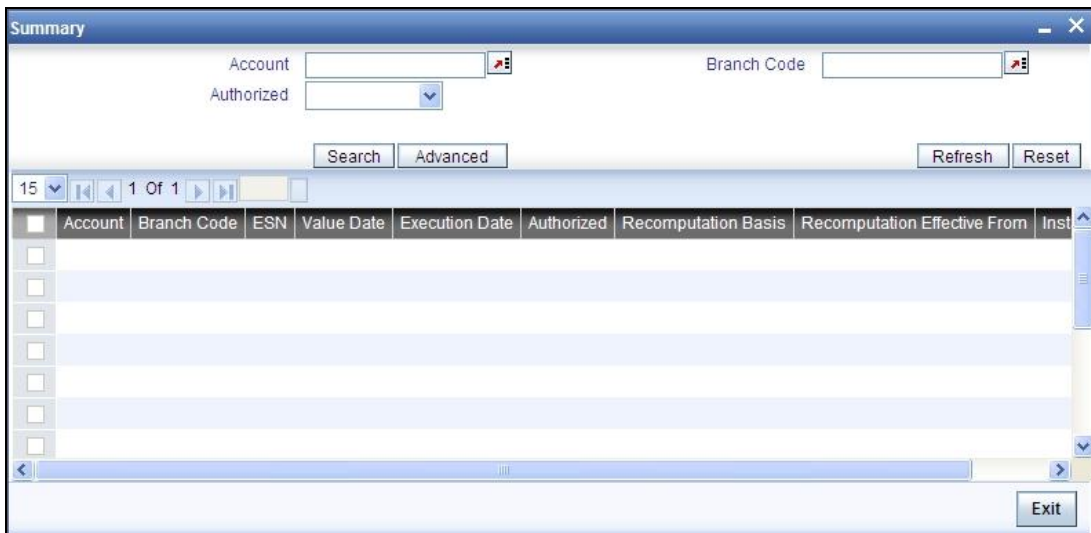 Summary
Account
Branch Code
Authorized
Search Advanced Refresh Reset
15 1 Of 1
Account Branch Code ESN Value Date Execution Date Authorized Recomputation Basis Recomputation Effective From Inst
Exit